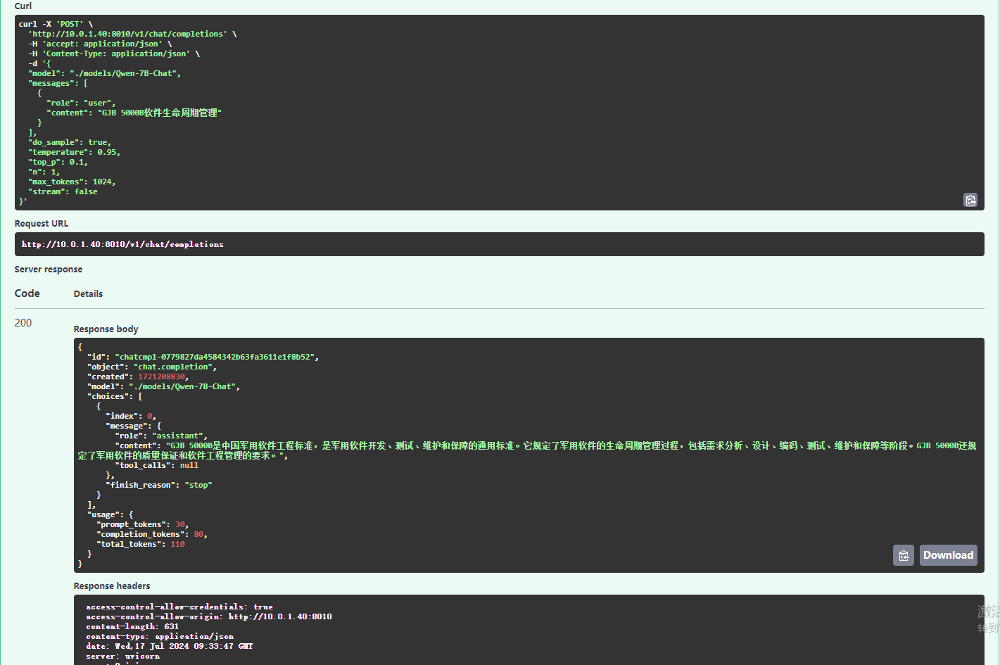 Curl
curl -X 'POST' \
'http://10.0.1.40:8010/v1/chat/completions' \
-H 'accept: application/json' \
-H 'Content-Type: application/json' \
-d '{
"model": "./models/Qwen-7B-Chat",
"messages": [
{
"role": "user",
"content": "GJB 5000B软件生命周期管理"
}
],
"do_sample": true,
"temperature": 0.95,
"top_p": 0.1,
"n": 1,
"max_tokens": 1024,
"stream": false
}'
Request URL
http://10.0.1.40:8010/v1/chat/completions
Server response
Code Details
200
Response body
{
"id": "chatcmpl-0779827da4584342b63fa3611e1f8b52",
"object": "chat.completion",
"created": 1721208830,
"model": "./models/Qwen-7B-Chat",
"choices": [
{
"index": 0,
"message": {
"role": "assistant",
"content": "GJB 5000B是中国军用软件工程标准，是军用软件开发、测试、维护和保障的通用标准。它规定了军用软件的生命周期管理过程，包括需求分析、设计、编码、测试、维护和保障等阶段。GJB 5000B还规
定了军用软件的质量保证和软件工程管理的要求。",
"tool_calls": null
},
"finish_reason": "stop"
}
],
"usage": {
"prompt_tokens": 30,
"completion_tokens": 80,
"total_tokens": 110
}
}
Download
Response headers
access-control-allow-credentials: true
access-control-allow-origin: http://10.0.1.40:8010
content-length: 631
content-type: application/json
date: Wed,17 Jul 2024 09:33:47 GMT
server: uvicorn
激活
转到